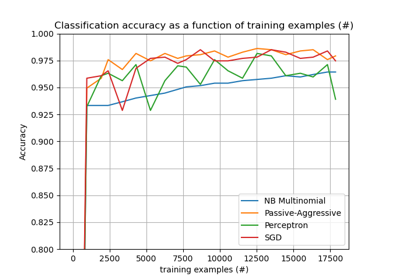 Classification accuracy as a function of training examples (#)
1.000
0.975
0.950
0.925
0.900
0.875
0.850
0.825
0.800
Accuracy
NB Multinomial
Passive-Aggressive
Perceptron
SGD
0 2500 5000 7500 10000 12500 15000 17500
training examples (#)